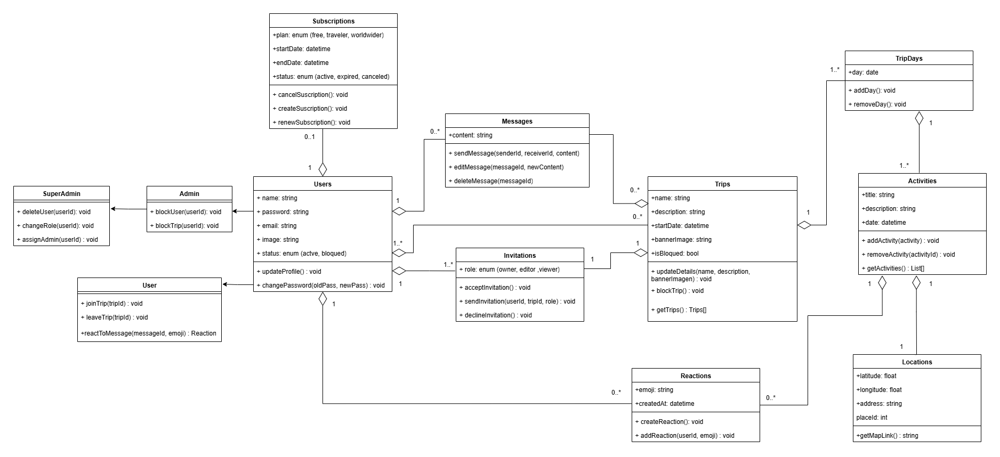 Subscriptions
+plan: enum (free, traveler, worldwider)
+startDate: datetime
+endDate: datetime
+status: enum (active, expired, canceled)
+ cancelSuscription(): void
+ createSuscription(): void
+ renewSubscription(): void
0..1
1
SuperAdmin
+ deleteUser(userId): void
+ changeRole(userId): void
+ assignAdmin(userId) : void
Admin
+ blockUser(userId): void
+ blockTrip(userId): void
Users
+ name: string
+ password: string
+ email: string
+ image: string
+ status: enum (actve, bloqued)
+ updateProfile() : void
+ changePassword(oldPass, newPass) : void
1
1..*
1
1
User
+ joinTrip(tripId) : void
+ leaveTrip(tripId) : void
+reactToMessage(messageId, emoji) : Reaction
0..*
Messages
+content: string
+ sendMessage(senderId, receiverId, content)
+ editMessage(messageId, newContent)
+ deleteMessage(messageId)
0..*
0..*
1..*
Invitations
+ role: enum (owner, editor ,viewer)
+ acceptInvitation() : void
+ sendInvitation(userId, tripId, role) : void
+ declineInvitation() : void
1
1
Trips
+name: string
+description: string
+startDate: datetime
+bannerImage: string
+isBloqued: bool
+ updateDetails(name, description,
bannerImagen) : void
+ blockTrip() : void
+ getTrips() : Trips[]
1
1..*
TripDays
+day: date
+ addDay(): void
+ removeDay(): void
1
1..*
Activities
+title: string
+description: string
+date: datetime
+ addActivity(activity) : void
+ removeActivity(activityId) : void
+ getActivities() : List[]
1
1
0..*
Reactions
+emoji: string
+createdAt: datetime
+ createReaction(): void
+ addReaction(userId, emoji) : void
0..*
1
Locations
+latitude: float
+longitude: float
+address: string
placeId: int
+getMapLink() : string